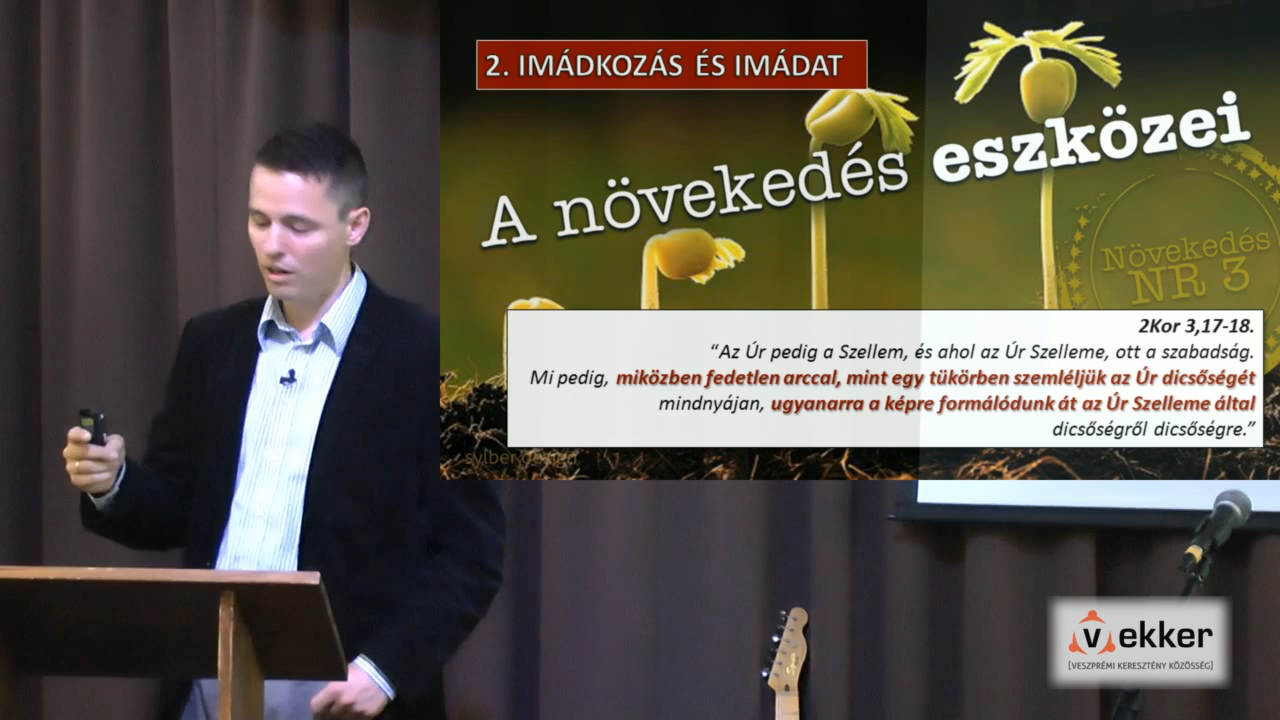 2. IMÁDKOZÁS ÉS IMÁDAT
A növekedés eszközei
Növekedés
NR 3
2Kor 3,17-18.
“Az Úr pedig a Szellem, és ahol az Úr Szelleme, ott a szabadság.
Mi pedig, miközben fedetlen arccal, mint egy tükörben szemléljük az Úr dicsőségét
mindnyájan, ugyanarra a képre formálódunk át az Úr Szelleme által
dicsőségről dicsőségre.”
sylber design
vekker
[VESZPRÉMI KERESZTÉNY KÖZÖSSÉG]